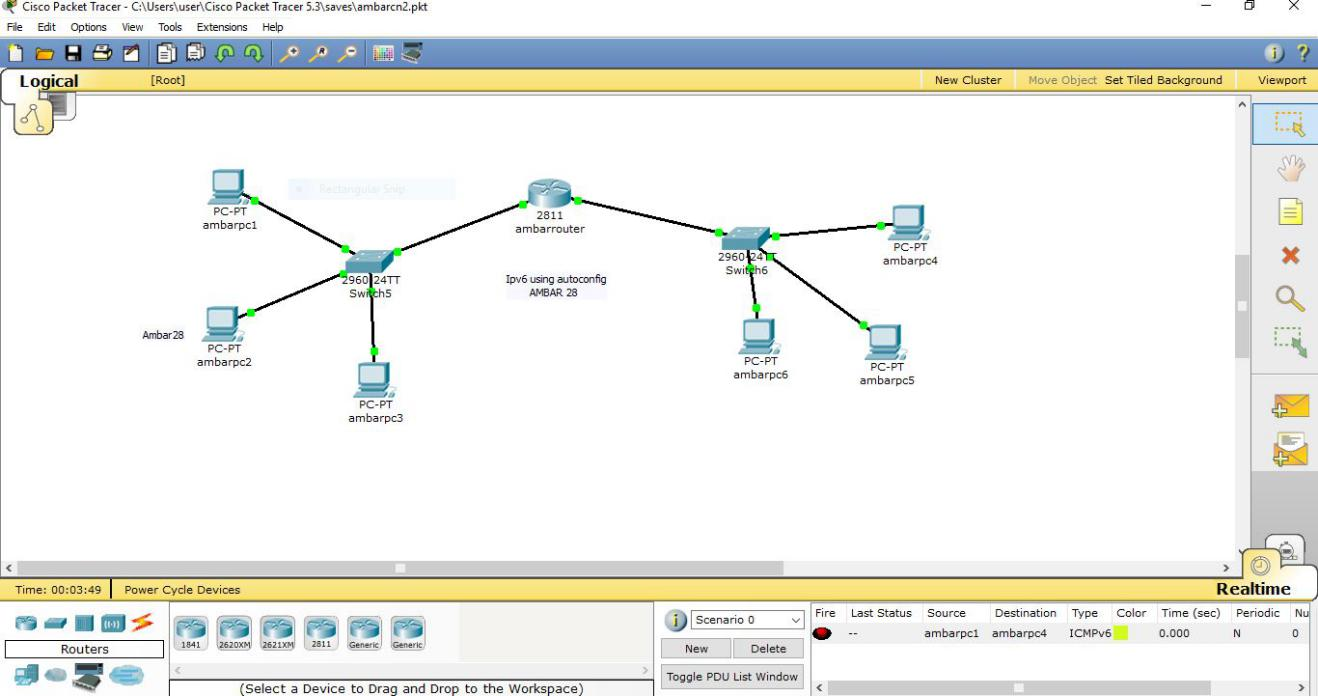 Cisco Packet Tracer - C:\Users\user\Cisco Packet Tracer 5.3\saves\ambarcn2.pkt
File Edit Options View Tools Extensions Help
Logical [Root] New Cluster Move Object Set Tiled Background Viewport
Rectangular Snip
PC-PT
ambarpc1
2811
ambarrouter
PC-PT
ambarpc4
2960-24TT
Switch6
2960-24TT
Switch5
Ipv6 using autoconfig
AMBAR 28
Ambar28
PC-PT
ambarpc2
PC-PT
ambarpc6
PC-PT
ambarpc5
PC-PT
ambarpc3
Time: 00:03:49 Power Cycle Devices Realtime
Routers
1841 2620XM 2621XM 2811 Generic Generic
(Select a Device to Drag and Drop to the Workspace)
Scenario 0
New Delete
Toggle PDU List Window
Fire Last Status Source Destination Type Color Time (sec) Periodic Nu
-- ambarpc1 ambarpc4 ICMPv6 0.000 N 0